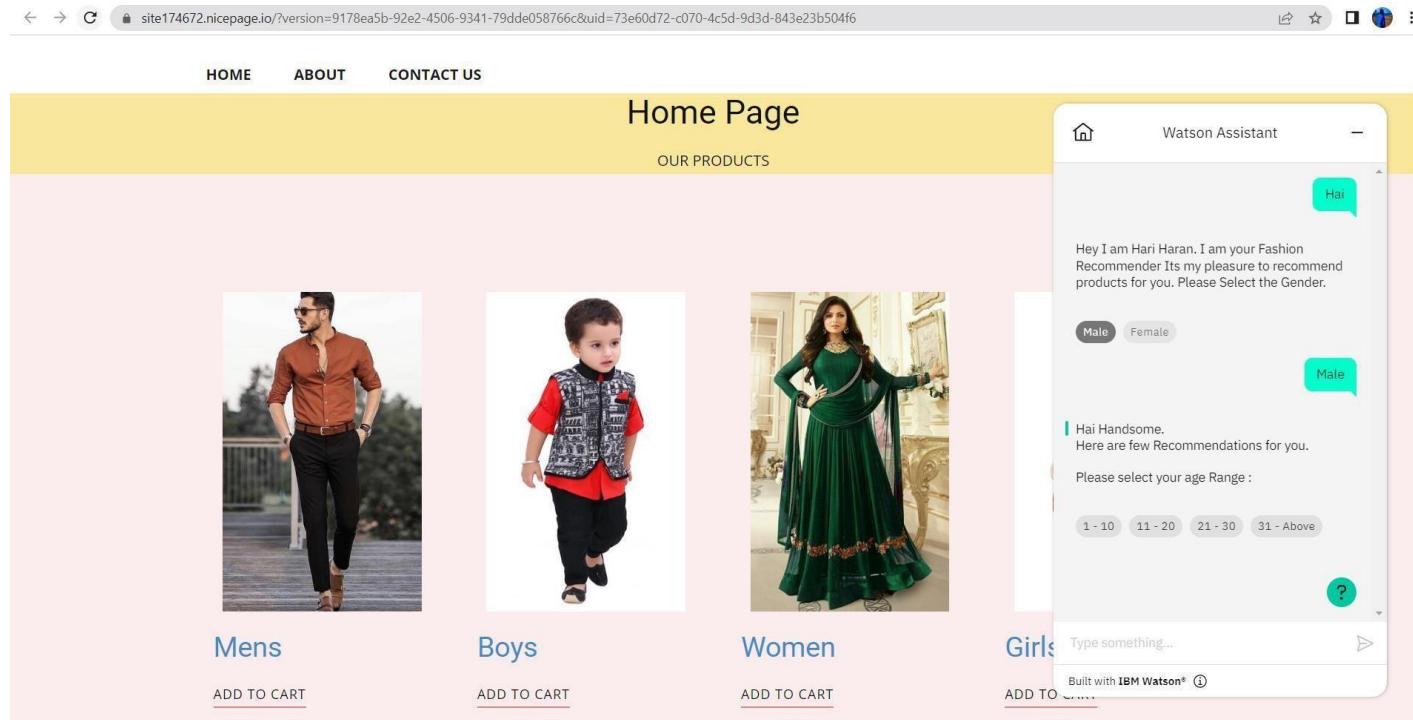 site174672.nicepage.io/?version=9178ea5b-92e2-4506-9341-79dde058766c&uid=73e60d72-c070-4c5d-9d3d-843e23b504f6
HOME ABOUT CONTACT US
Home Page
OUR PRODUCTS
Mens
ADD TO CART
Boys
ADD TO CART
Women
ADD TO CART
Girls
ADD TO CART
Watson Assistant
Hai
Hey I am Hari Haran. I am your Fashion
Recommender Its my pleasure to recommend
products for you. Please Select the Gender.
Male Female
Male
Hai Handsome.
Here are few Recommendations for you.
Please select your age Range :
1 - 10 11 - 20 21 - 30 31 - Above
?
Type something...
Built with IBM Watson®